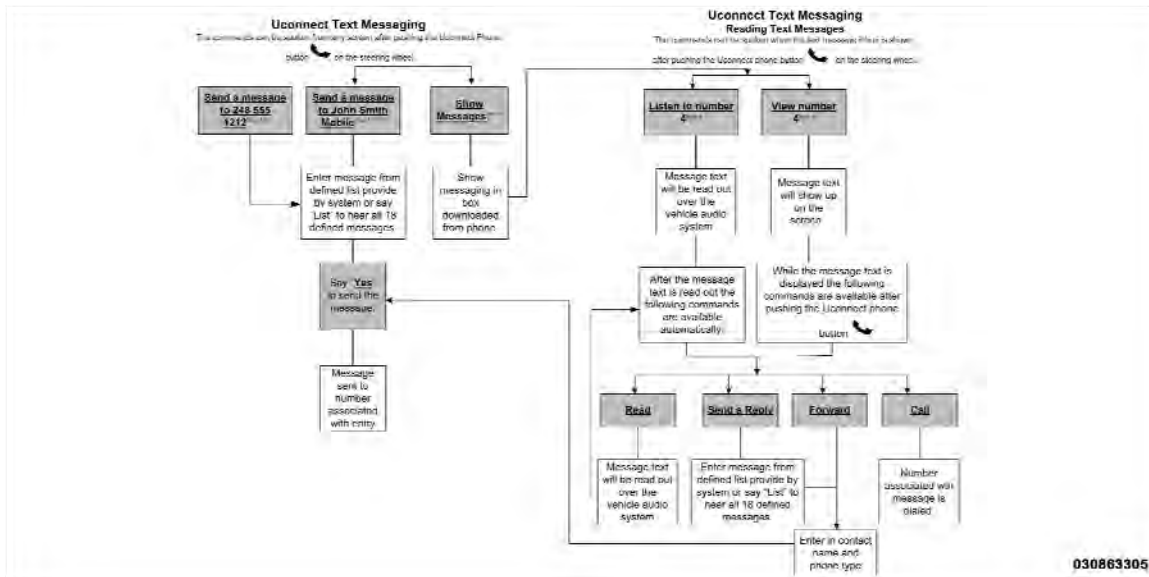 Uconnect Text Messaging
button on the steering wheel.
Send a message
to 248 555
1212
Send a message
to John Smith
Mobile
Show
Messages
Enter message from
defined list provide
by system or say
"List" to hear all 18
defined messages
Show
messaging in
box
downloaded
from phone
Say Yes
to send the
message.
Message
sent to
number
associated
with entry
Uconnect Text Messaging
Reading Text Messages
after pushing the Uconnect phone button on the steering wheel.
Listen to number
4
View number
4
Message text
will be read out
over the
vehicle audio
system
Message text
will show up
on the
screen
After the message
text is read out the
following commands
are available
automatically.
While the message text is
displayed the following
commands are available after
pushing the Uconnect phone
button
Read
Send a Reply
Forward
Call
Message text
will be read out
over the
vehicle audio
system
Enter message from
defined list provide by
system or say "List" to
hear all 18 defined
messages
Number
associated with
message is
dialed
Enter in contact
name and
phone type
030863305